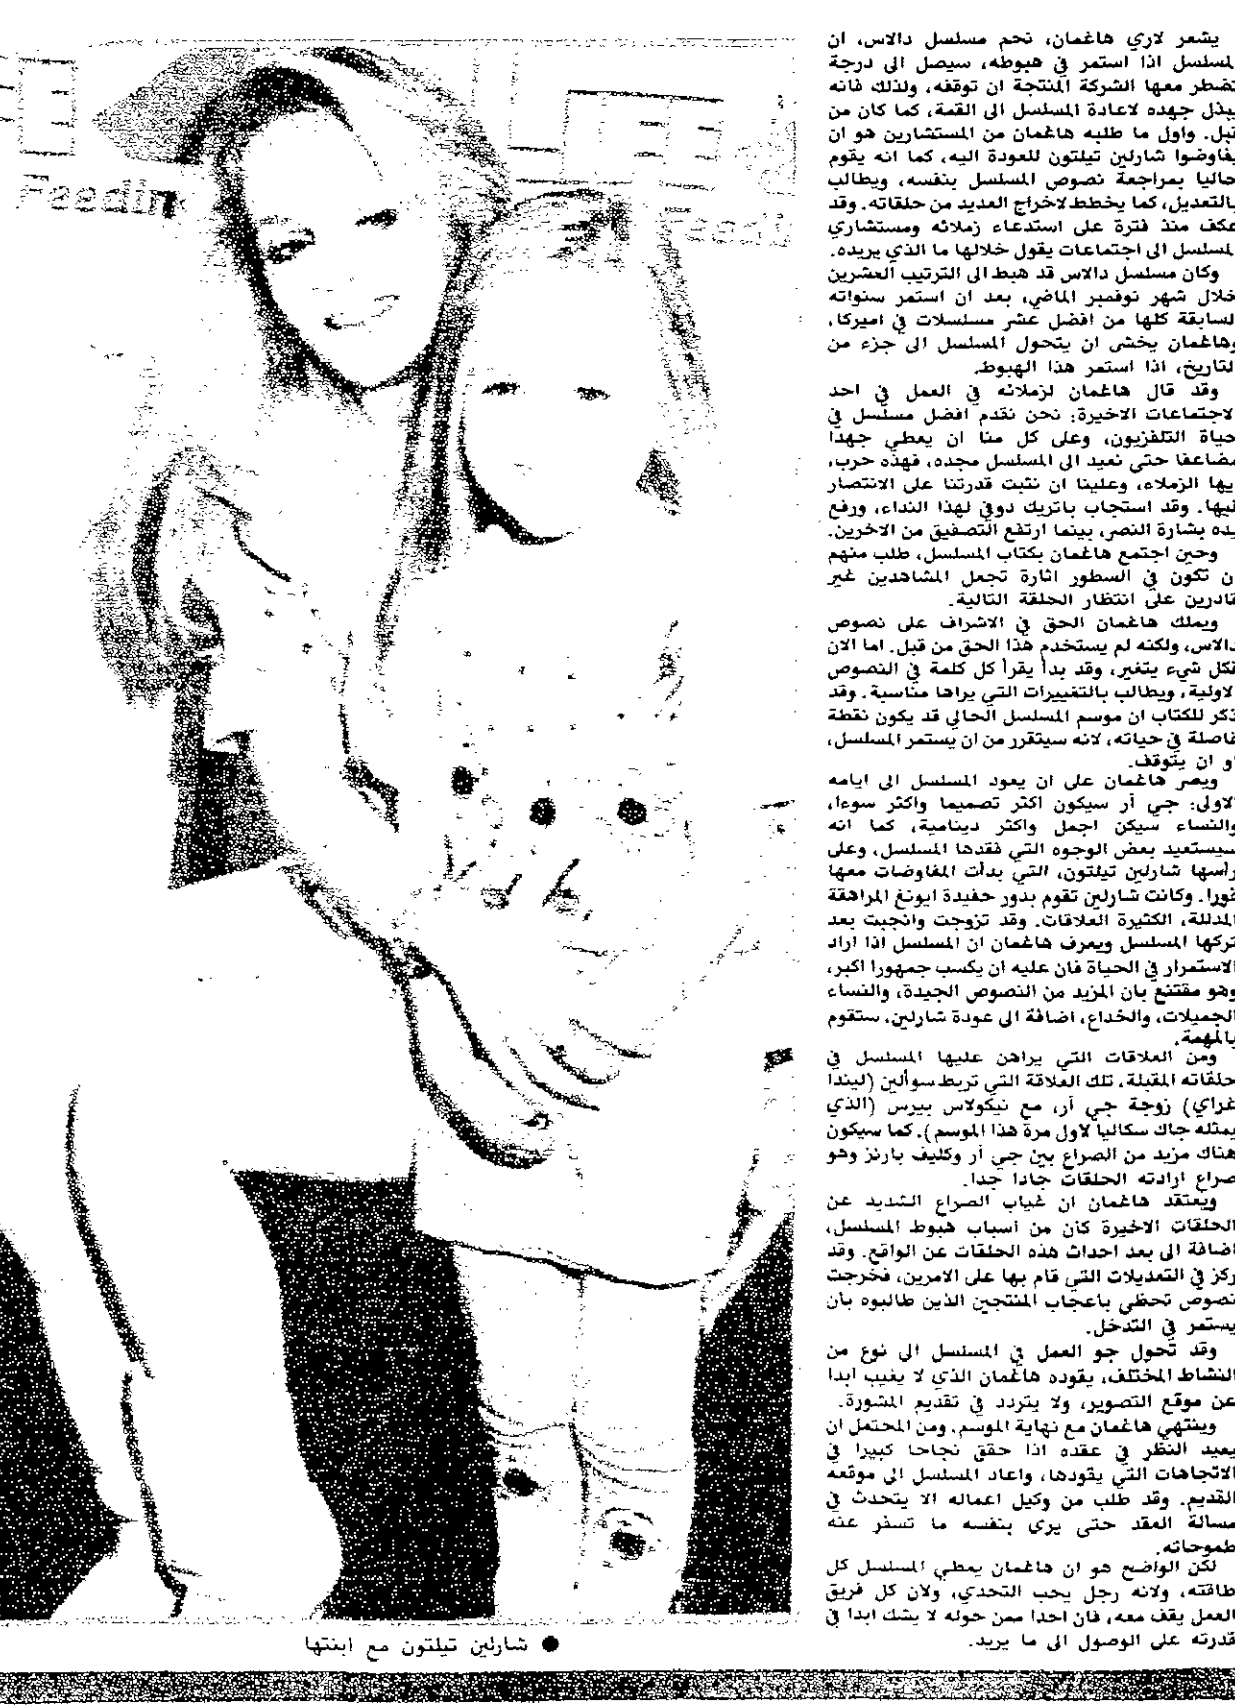 يشعر لاري هاغمان، نجم مسلسل دالاس، ان
المسلسل اذا استمر في هبوطه، سيصل الى درجة
تضطر معها الشركة المنتجة ان توقفه، ولذلك فانه
يبذل جهده لاعادة المسلسل الى القمة، كما كان من
قبل. واول ما طلبه هاغمان من المستشارين هو ان
يفاوضوا شارلين تيلتون للعودة اليه، كما انه يقوم
حاليا بمراجعة نصوص المسلسل بنفسه، ويطالب
بالتعديل، كما يخطط لاخراج العديد من حلقاته. وقد
عكف منذ فترة على استدعاء زملائه ومستشاري
المسلسل الى اجتماعات يقول خلالها ما الذي يريده.
وكان مسلسل دالاس قد هبط الى الترتيب العشرين
خلال شهر نوفمبر الماضي، بعد ان استمر سنواته
السابقة كلها من افضل عشر مسلسلات في اميركا،
وهاغمان يخشى ان يتحول المسلسل الى جزء من
التاريخ، اذا استمر هذا الهبوط.
وقد قال هاغمان لزملائه في العمل في احد
الاجتماعات الاخيرة: نحن نقدم افضل مسلسل في
حياة التلفزيون، وعلى كل منا ان يعطي جهدا
مضاعفا حتى نعيد الى المسلسل مجده، فهذه حرب،
ايها الزملاء، وعلينا ان نثبت قدرتنا على الانتصار
فيها. وقد استجاب باتريك دوفي لهذا النداء، ورفع
يده بشارة النصر، بينما ارتفع التصفيق من الاخرين.
وحين اجتمع هاغمان بكتاب المسلسل، طلب منهم
ان تكون في السطور اثارة تجعل المشاهدين غير
قادرين على انتظار الحلقة التالية.
ويملك هاغمان الحق في الاشراف على نصوص
دالاس، ولكنه لم يستخدم هذا الحق من قبل. اما الان
فكل شيء يتغير، وقد بدأ يقرأ كل كلمة في النصوص
الاولية، ويطالب بالتغييرات التي يراها مناسبة. وقد
ذكر للكتاب ان موسم المسلسل الحالي قد يكون نقطة
فاصلة في حياته، لانه سيتقرر من ان يستمر المسلسل،
او ان يتوقف.
ويصر هاغمان على ان يعود المسلسل الى ايامه
الاولى: جي آر سيكون اكثر تصميما واكثر سوءا،
والنساء سيكن اجمل واكثر دينامية، كما انه
سيستعيد بعض الوجوه التي فقدها المسلسل، وعلى
رأسها شارلين تيلتون، التي بدأت المفاوضات معها
فورا. وكانت شارلين تقوم بدور حفيدة ايونغ المراهقة
المدللة، الكثيرة العلاقات. وقد تزوجت وانجبت بعد
تركها المسلسل ويعرف هاغمان ان المسلسل اذا اراد
الاستمرار في الحياة فان عليه ان يكسب جمهورا اكبر،
وهو مقتنع بان المزيد من النصوص الجيدة، والنساء
الجميلات، والخداع، اضافة الى عودة شارلين، ستقوم
بالمهمة.
ومن العلاقات التي يراهن عليها المسلسل في
حلقاته المقبلة، تلك العلاقة التي تربط سوألين (ليندا
غراي) زوجة جي آر، مع نيكولاس بيرس (الذي
يمثله جاك سكاليا لاول مرة هذا الموسم). كما سيكون
هناك مزيد من الصراع بين جي آر وكليف بارنز وهو
صراع ارادته الحلقات جادا جدا.
ويعتقد هاغمان ان غياب الصراع الشديد عن
الحلقات الاخيرة كان من اسباب هبوط المسلسل،
اضافة الى بعد احداث هذه الحلقات عن الواقع. وقد
ركز في التعديلات التي قام بها على الامرين، فخرجت
نصوص تحظى باعجاب المنتجين الذين طالبوه بان
يستمر في التدخل.
وقد تحول جو العمل في المسلسل الى نوع من
النشاط المختلف، يقوده هاغمان الذي لا يغيب ابدا
عن موقع التصوير، ولا يتردد في تقديم المشورة.
وينتهي هاغمان مع نهاية الموسم. ومن المحتمل ان
يعيد النظر في عقده اذا حقق نجاحا كبيرا في
الاتجاهات التي يقودها، واعاد المسلسل الى موقعه
القديم. وقد طلب من وكيل اعماله الا يتحدث في
مسالة العقد حتى يرى بنفسه ما تسفر عنه
طموحاته.
لكن الواضح هو ان هاغمان يعطي المسلسل كل
طاقته، ولانه رجل يحب التحدي، ولان كل فريق
العمل يقف معه، فان احدا ممن حوله لا يشك ابدا في
قدرته على الوصول الى ما يريد.
● شارلين تيلتون مع ابنتها